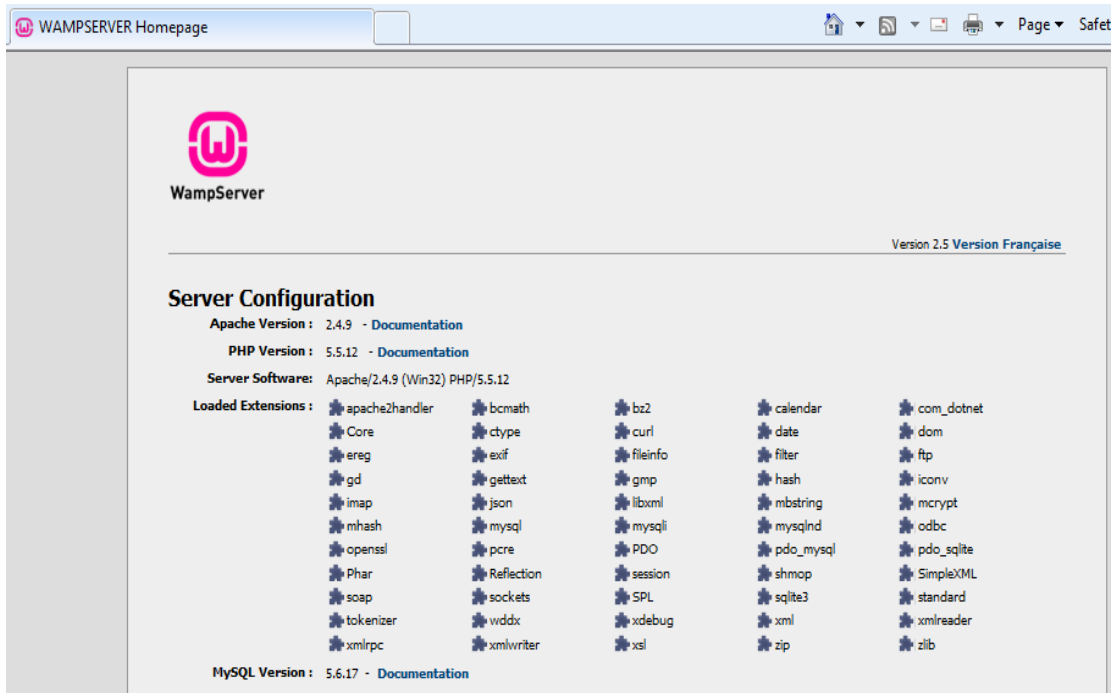 WAMPSERVER Homepage
Page Safet
WampServer
Version 2.5 Version Française
Server Configuration
Apache Version : 2.4.9 - Documentation
PHP Version : 5.5.12 - Documentation
Server Software: Apache/2.4.9 (Win32) PHP/5.5.12
Loaded Extensions : apache2handler bcmath bz2 calendar com_dotnet
Core ctype curl date dom
ereg exif fileinfo filter ftp
gd gettext gmp hash iconv
imap json libxml mbstring mcrypt
mhash mysql mysqli mysqlnd odbc
openssl pcre PDO pdo_mysql pdo_sqlite
Phar Reflection session shmop SimpleXML
soap sockets SPL sqlite3 standard
tokenizer wddx xdebug xml xmlreader
xmlrpc xmlwriter xsl zip zlib
MySQL Version : 5.6.17 - Documentation